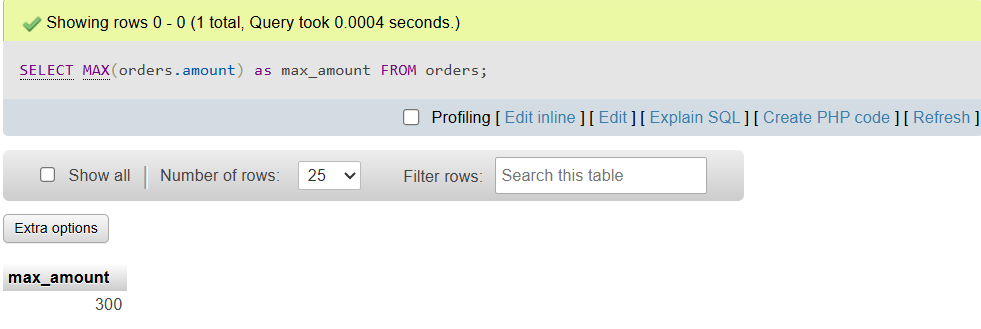 Showing rows 0 - 0 (1 total, Query took 0.0004 seconds.)
SELECT MAX(orders.amount) as max_amount FROM orders;
Profiling [ Edit inline ] [ Edit ] [ Explain SQL ] [ Create PHP code ] [ Refresh ]
Show all Number of rows: 25 Filter rows: Search this table
Extra options
max_amount
300